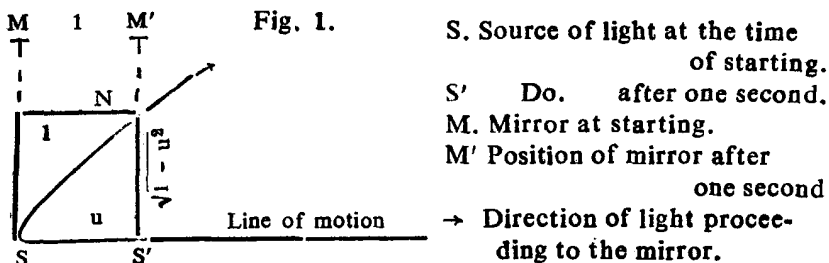 M 1 M′ Fig. 1.
N
1
√1 - u²
u Line of motion
S S′
S. Source of light at the time
of starting.
S′ Do. after one second.
M. Mirror at starting.
M′ Position of mirror after
one second
→ Direction of light procee-
ding to the mirror.